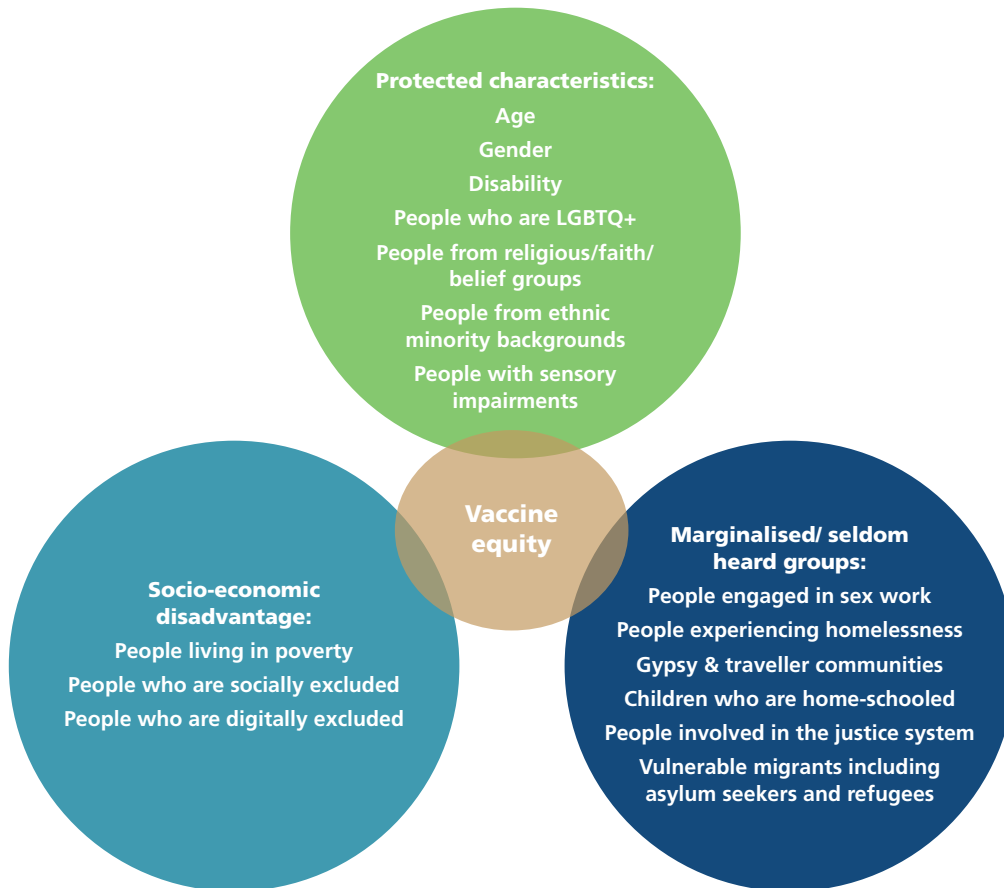 Protected characteristics:
Age
Gender
Disability
People who are LGBTQ+
People from religious/faith/
belief groups
People from ethnic
minority backgrounds
People with sensory
impairments
Vaccine
equity
Socio-economic
disadvantage:
People living in poverty
People who are socially excluded
People who are digitally excluded
Marginalised/ seldom
heard groups:
People engaged in sex work
People experiencing homelessness
Gypsy & traveller communities
Children who are home-schooled
People involved in the justice system
Vulnerable migrants including
asylum seekers and refugees